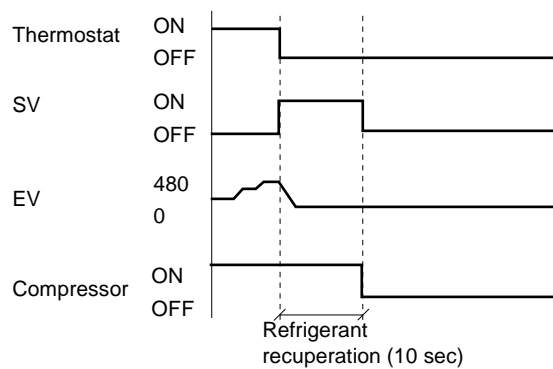 Thermostat ON
OFF
SV ON
OFF
EV 480
0
Compressor ON
OFF
Refrigerant
recuperation (10 sec)